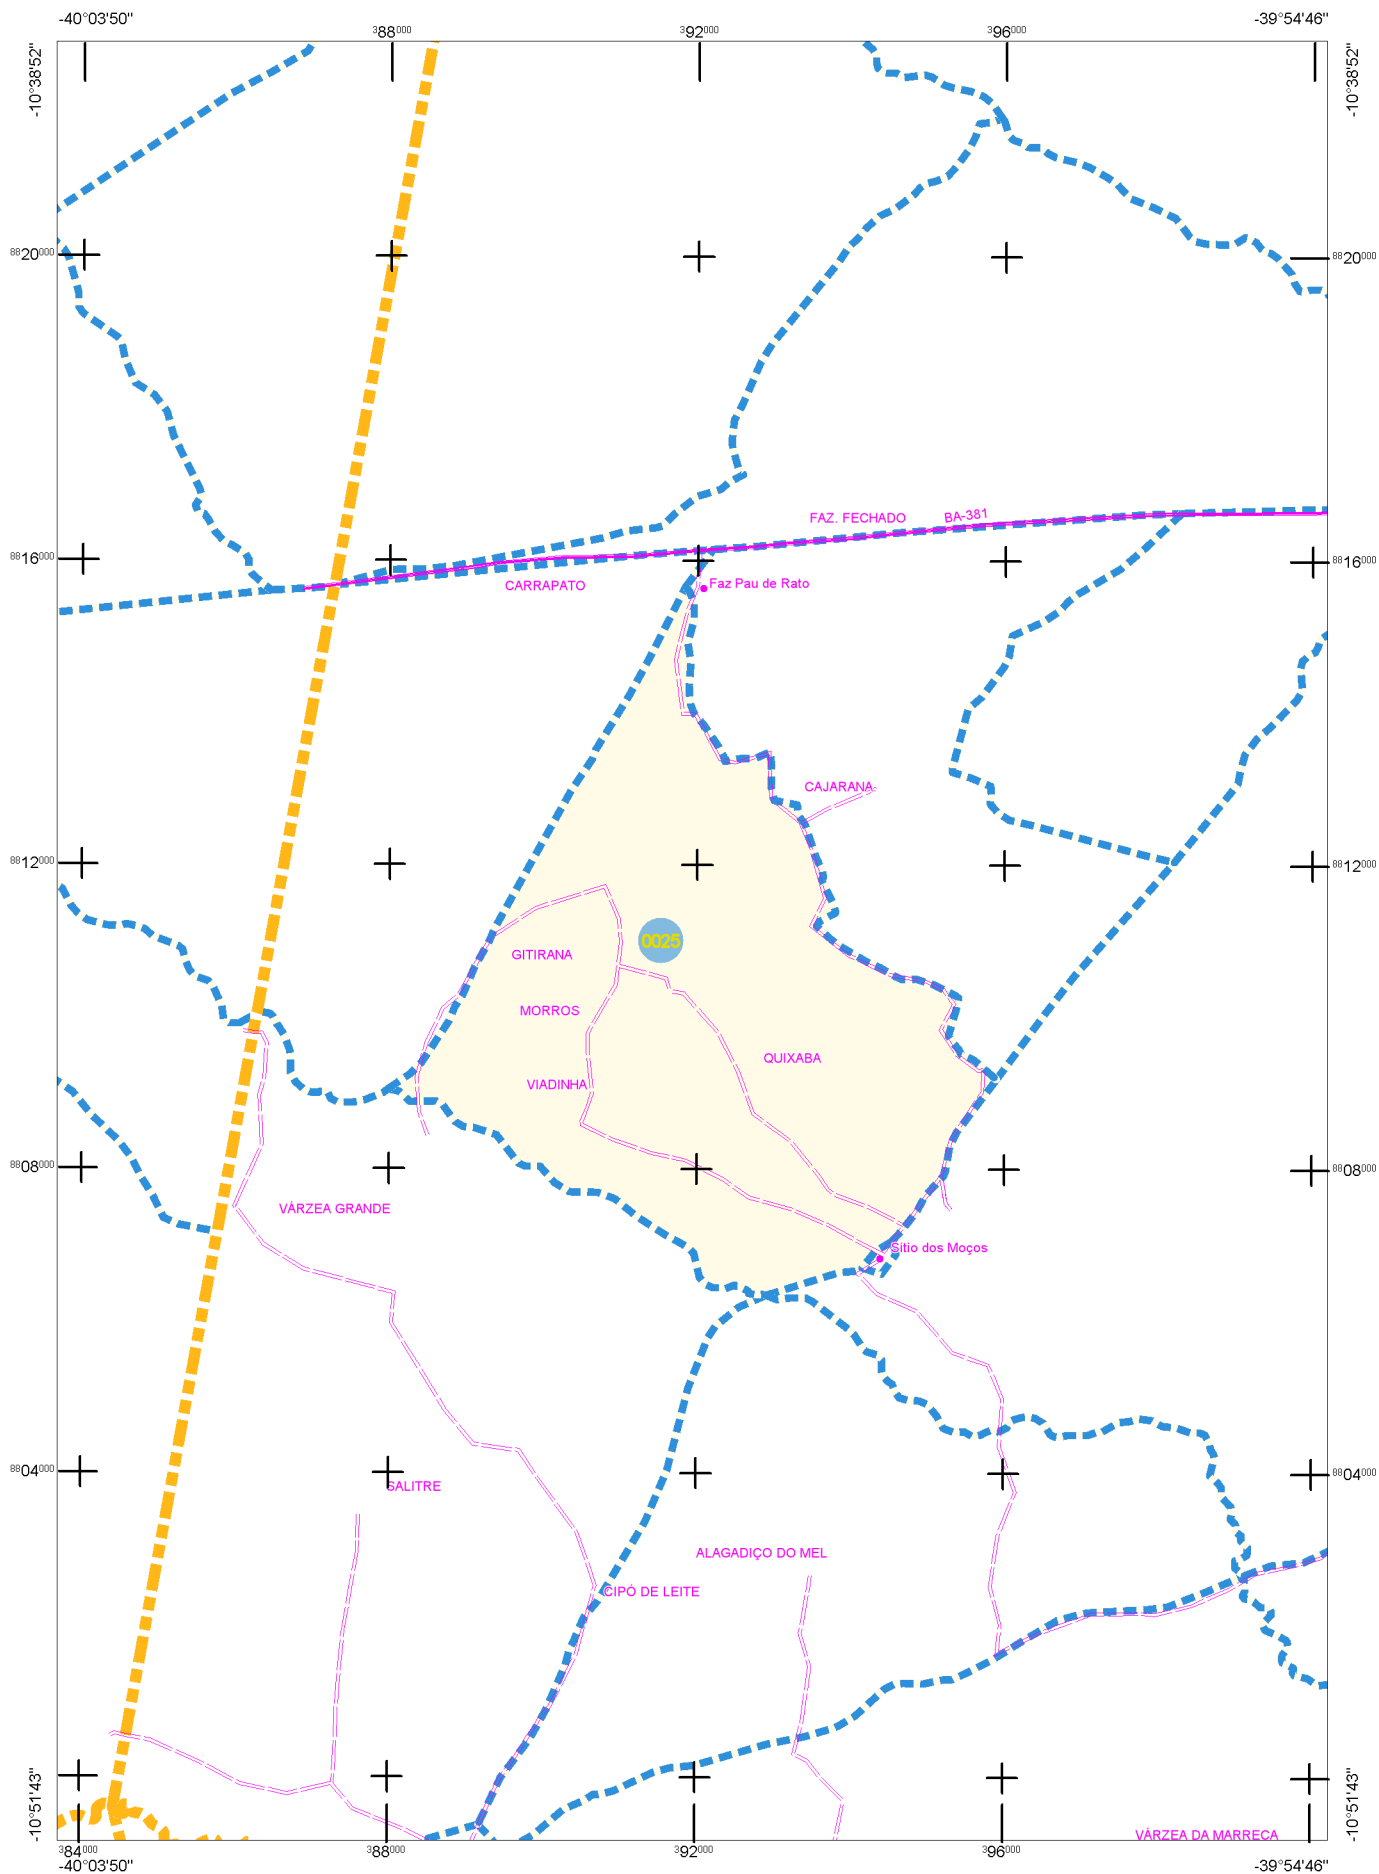 -40°03'50"
-39°54'46"
388000
392000
396000
-10°38'52"
-10°38'52"
8820000
8820000
FAZ. FECHADO
BA-381
8816000
8816000
CARRAPATO
Faz Pau de Rato
CAJARANA
8812000
8812000
0025
GITIRANA
MORROS
QUIXABA
VIADINHA
8808000
8808000
VÁRZEA GRANDE
Sítio dos Moços
8804000
8804000
SALITRE
ALAGADIÇO DO MEL
CIPÓ DE LEITE
-10°51'43"
-10°51'43"
VÁRZEA DA MARRECA
384000
388000
392000
396000
-40°03'50"
-39°54'46"